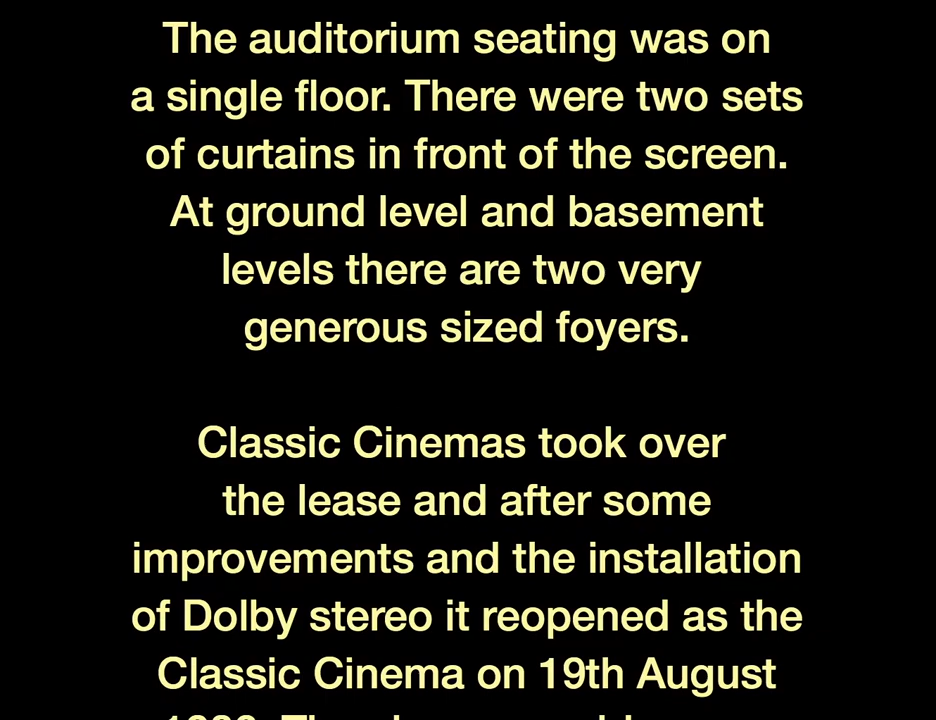 The auditorium seating was on
a single floor. There were two sets
of curtains in front of the screen.
At ground level and basement
levels there are two very
generous sized foyers.
Classic Cinemas took over
the lease and after some
improvements and the installation
of Dolby stereo it reopened as the
Classic Cinema on 19th August